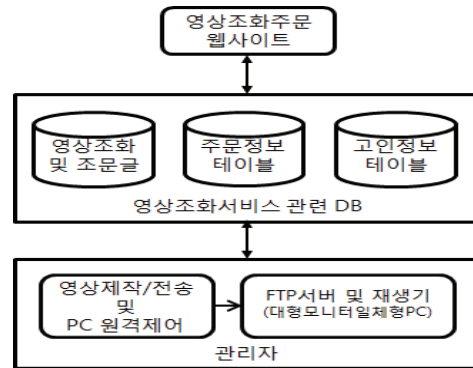 영상조화주문
웹사이트
영상조화
및 조문글
주문정보
테이블
고인정보
테이블
영상조화서비스 관련 DB
영상제작/전송
및
PC 원격제어
FTP서버 및 재생기
(대형모니터일체형PC)
관리자